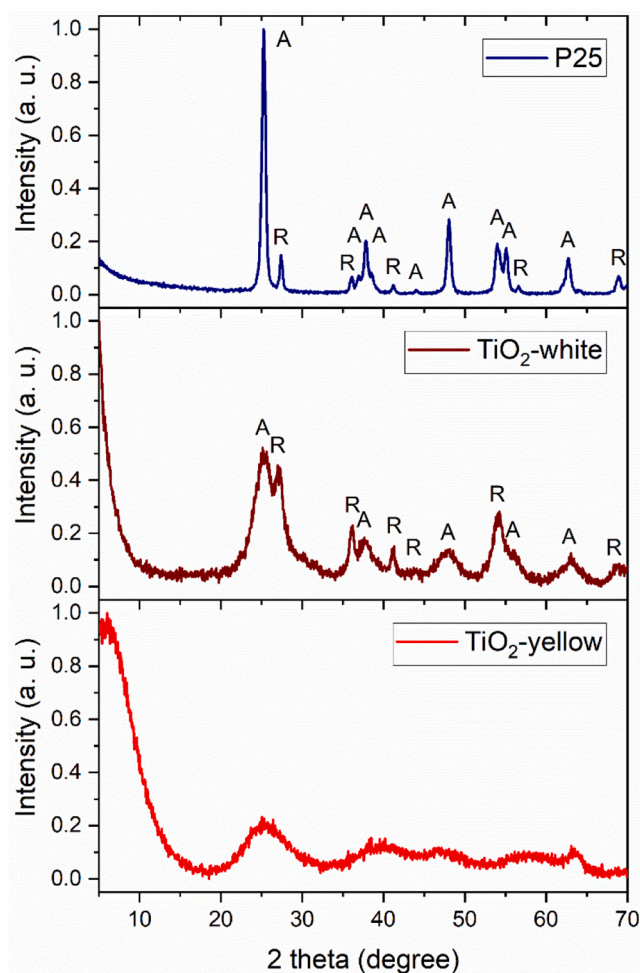 Intensity (a. u.)
1.0
0.8
0.6
0.4
0.2
0.0
P25
A
R
R
A
A
A
R
A
A
A
A
R
A
R
Intensity (a. u.)
1.0
0.8
0.6
0.4
0.2
0.0
TiO2-white
A
R
R
A
R
R
A
R
A
A
R
Intensity (a. u.)
1.0
0.8
0.6
0.4
0.2
0.0
TiO2-yellow
10 20 30 40 50 60 70
2 theta (degree)